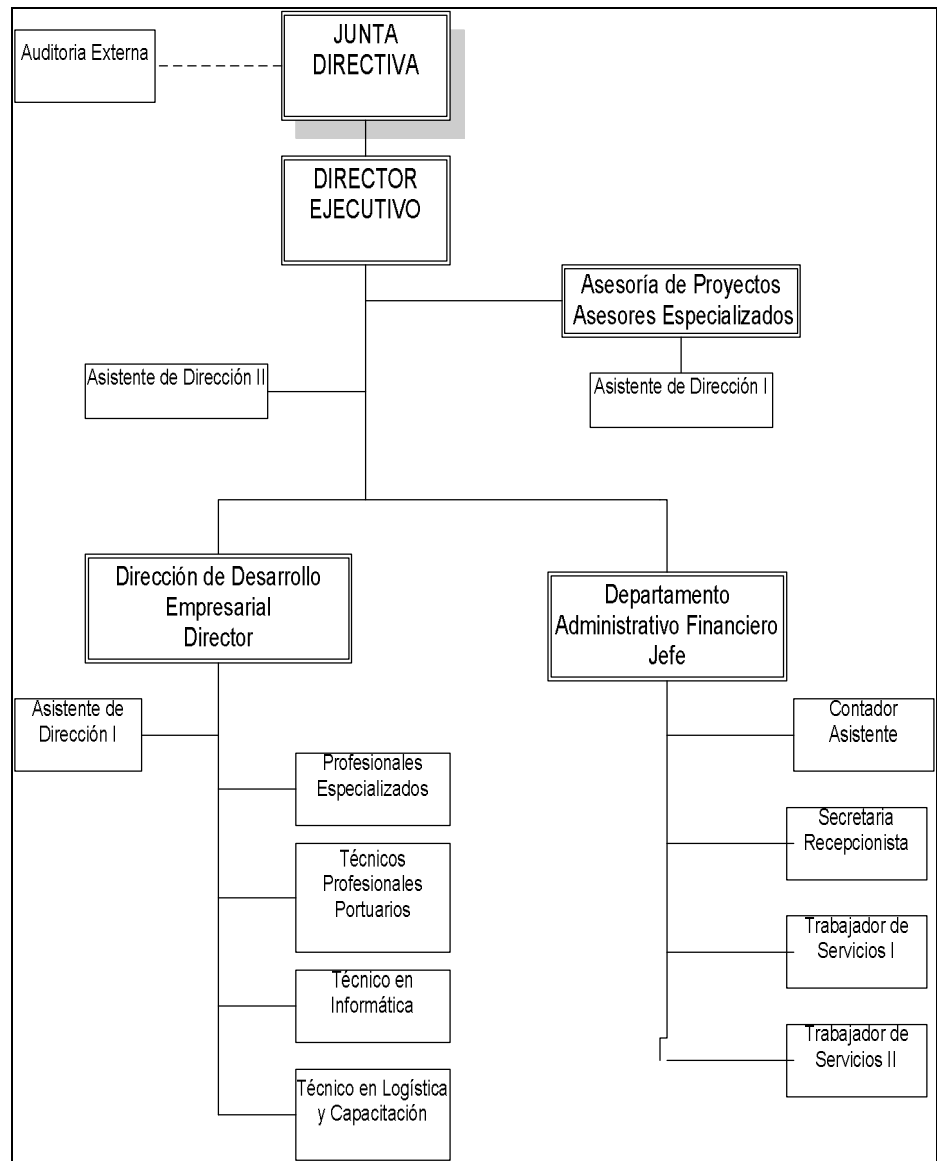 Auditoria Externa
JUNTA
DIRECTIVA
DIRECTOR
EJECUTIVO
Asesoría de Proyectos
Asesores Especializados
Asistente de Dirección II
Asistente de Dirección I
Dirección de Desarrollo
Empresarial
Director
Departamento
Administrativo Financiero
Jefe
Asistente de
Dirección I
Profesionales
Especializados
Técnicos
Profesionales
Portuarios
Técnico en
Informática
Técnico en Logística
y Capacitación
Contador
Asistente
Secretaria
Recepcionista
Trabajador de
Servicios I
Trabajador de
Servicios II